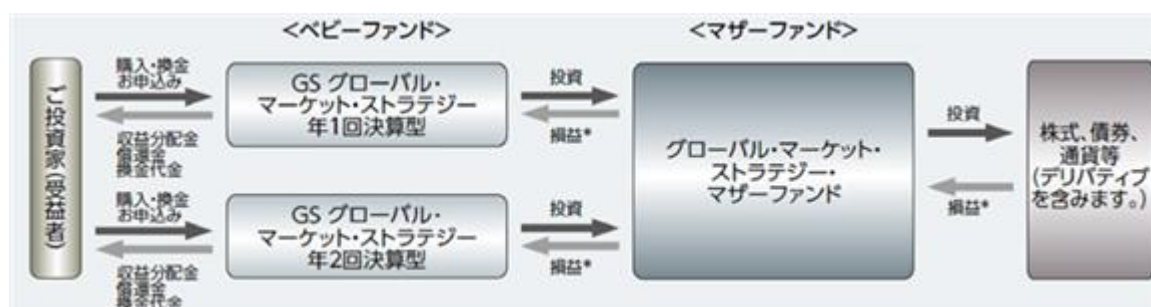 <ベビーファンド>
<マザーファンド>
ご投資家(受益者)
購入・換金
お申込み
収益分配金
償還金
換金代金
GS グローバル・
マーケット・ストラテジー
年1回決算型
投資
損益*
購入・換金
お申込み
収益分配金
償還金
換金代金
GS グローバル・
マーケット・ストラテジー
年2回決算型
投資
損益*
グローバル・マーケット・
ストラテジー・
マザーファンド
投資
損益*
株式、債券、
通貨等
(デリバティブ
を含みます。)